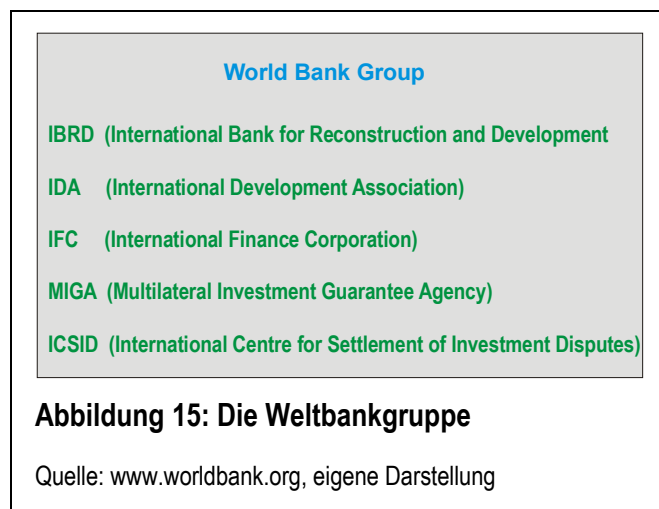 World Bank Group
IBRD (International Bank for Reconstruction and Development
IDA (International Development Association)
IFC (International Finance Corporation)
MIGA (Multilateral Investment Guarantee Agency)
ICSID (International Centre for Settlement of Investment Disputes)
Abbildung 15: Die Weltbankgruppe
Quelle: www.worldbank.org, eigene Darstellung